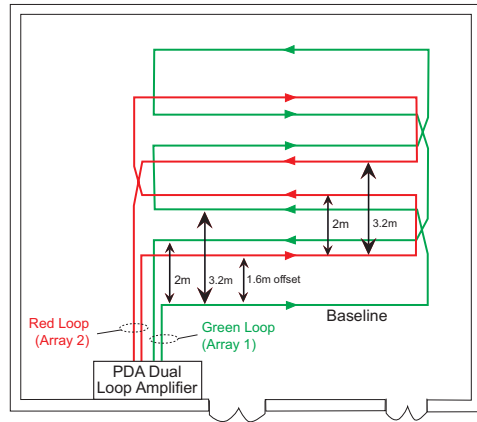 2m
3.2m
2m
3.2m
1.6m offset
Baseline
Red Loop
(Array 2)
Green Loop
(Array 1)
PDA Dual
Loop Amplifier